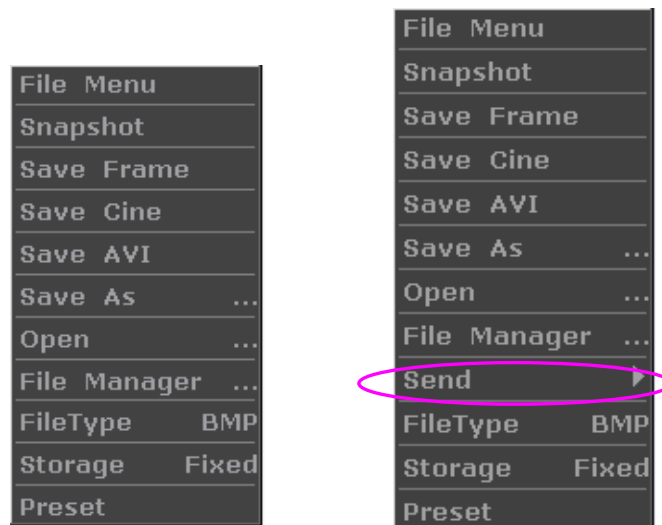 File Menu
Snapshot
Save Frame
Save Cine
Save AVI
Save As ...
Open ...
File Manager ...
FileType BMP
Storage Fixed
Preset
File Menu
Snapshot
Save Frame
Save Cine
Save AVI
Save As ...
Open ...
File Manager ...
Send
FileType BMP
Storage Fixed
Preset